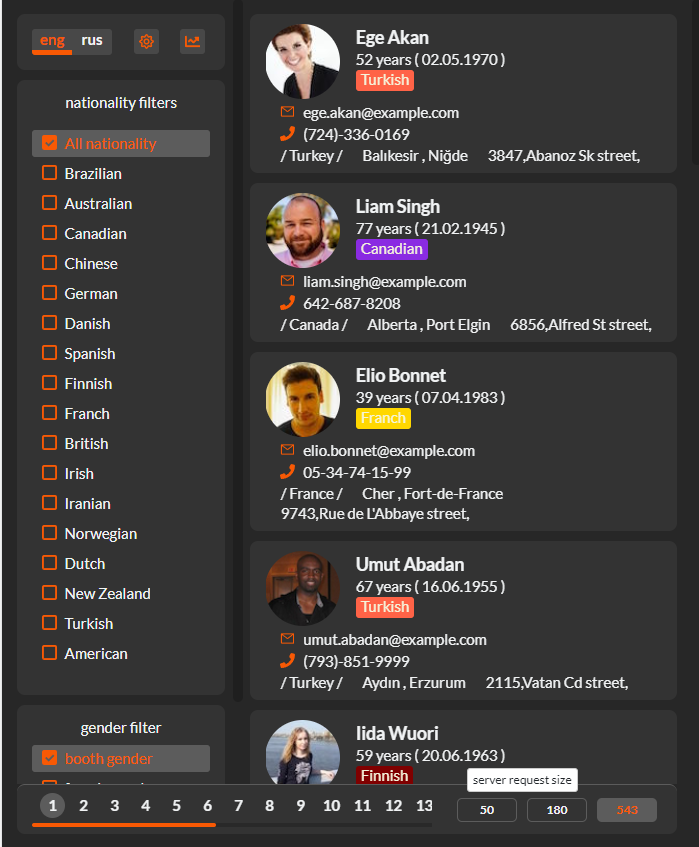 eng rus
nationality filters
All nationality
Brazilian
Australian
Canadian
Chinese
German
Danish
Spanish
Finnish
Franch
British
Irish
Iranian
Norwegian
Dutch
New Zealand
Turkish
American
gender filter
booth gender
Ege Akan
52 years ( 02.05.1970 )
Turkish
ege.akan@example.com
(724)-336-0169
/ Turkey / Balıkesir , Niğde 3847,Abanoz Sk street,
Liam Singh
77 years ( 21.02.1945 )
Canadian
liam.singh@example.com
642-687-8208
/ Canada / Alberta , Port Elgin 6856,Alfred St street,
Elio Bonnet
39 years ( 07.04.1983 )
Franch
elio.bonnet@example.com
05-34-74-15-99
/ France / Cher , Fort-de-France
9743,Rue de L'Abbaye street,
Umut Abadan
67 years ( 16.06.1955 )
Turkish
umut.abadan@example.com
(793)-851-9999
/ Turkey / Aydın , Erzurum 2115,Vatan Cd street,
Iida Wuori
59 years ( 20.06.1963 )
Finnish
server request size
1 2 3 4 5 6 7 8 9 10 11 12 13
50 180 543